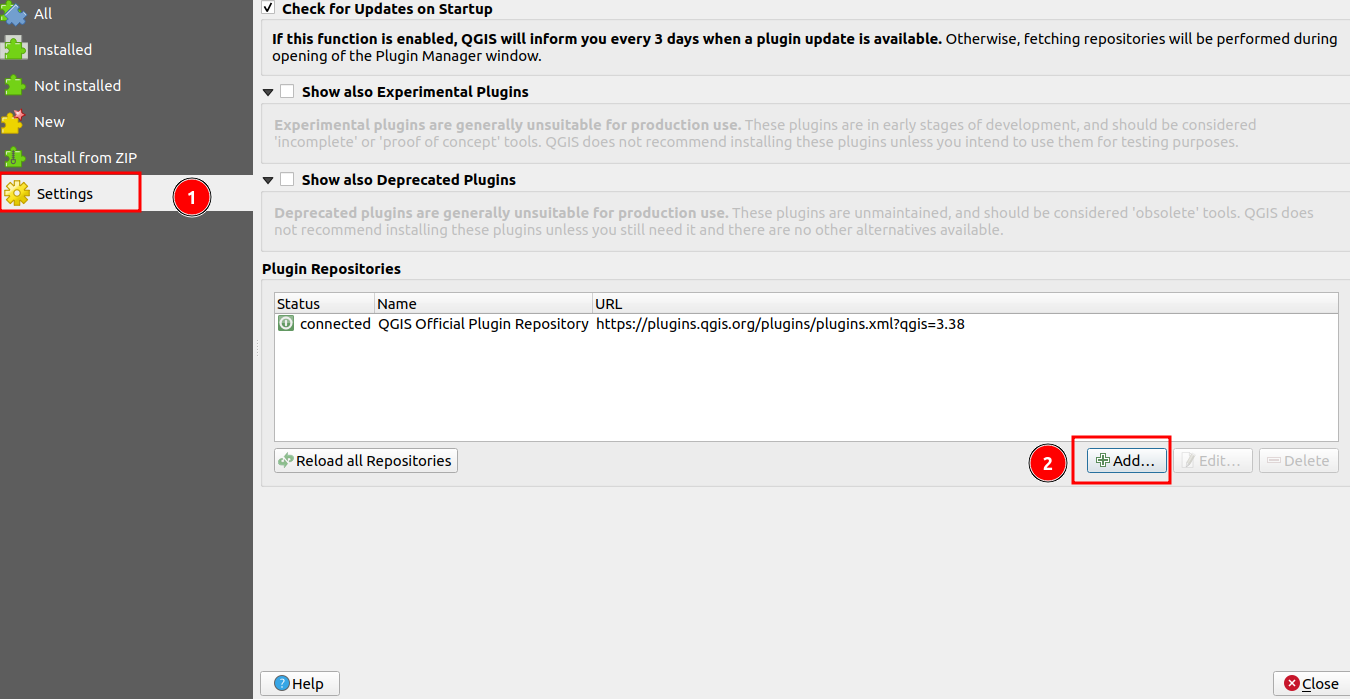 All
Installed
Not installed
New
Install from ZIP
Settings
1
Check for Updates on Startup
If this function is enabled, QGIS will inform you every 3 days when a plugin update is available. Otherwise, fetching repositories will be performed during
opening of the Plugin Manager window.
Show also Experimental Plugins
Experimental plugins are generally unsuitable for production use. These plugins are in early stages of development, and should be considered
'incomplete' or 'proof of concept' tools. QGIS does not recommend installing these plugins unless you intend to use them for testing purposes.
Show also Deprecated Plugins
Deprecated plugins are generally unsuitable for production use. These plugins are unmaintained, and should be considered 'obsolete' tools. QGIS does
not recommend installing these plugins unless you still need it and there are no other alternatives available.
Plugin Repositories
Status Name URL
connected QGIS Official Plugin Repository https://plugins.qgis.org/plugins/plugins.xml?qgis=3.38
Reload all Repositories 2 Add... Edit... Delete
Help Close